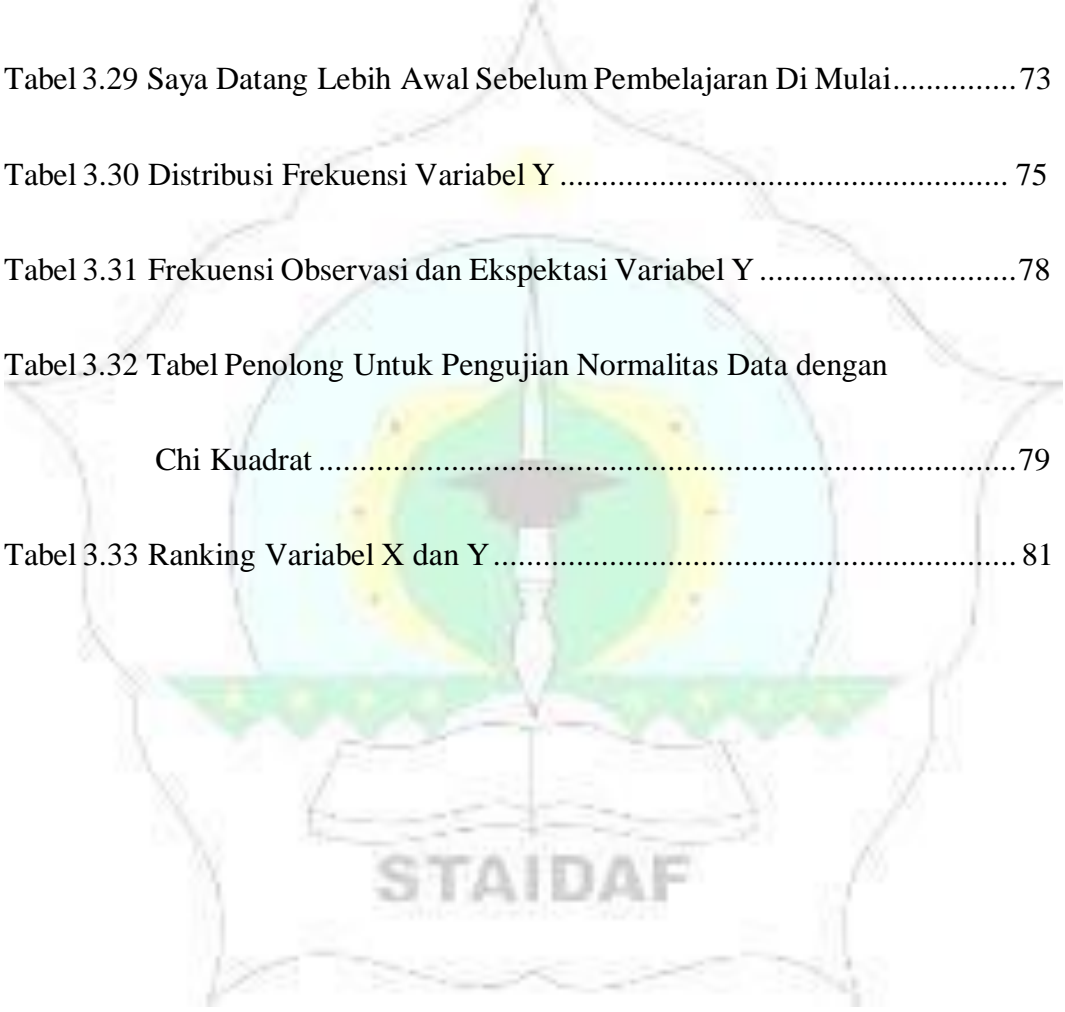 Tabel 3.29 Saya Datang Lebih Awal Sebelum Pembelajaran Di Mulai...............73
Tabel 3.30 Distribusi Frekuensi Variabel Y ...................................................... 75
Tabel 3.31 Frekuensi Observasi dan Ekspektasi Variabel Y ...............................78
Tabel 3.32 Tabel Penolong Untuk Pengujian Normalitas Data dengan
Chi Kuadrat .....................................................................................79
Tabel 3.33 Ranking Variabel X dan Y............................................................... 81
STAIDAF